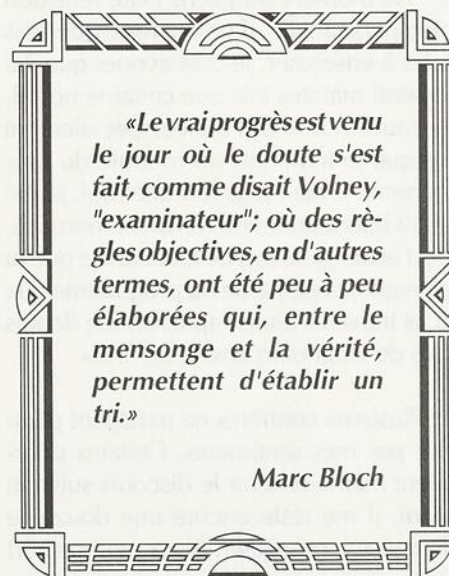 «Le vrai progrès est venu
le jour où le doute s'est
fait, comme disait Volney,
"examinateur"; où des rè-
gles objectives, en d'autres
termes, ont été peu à peu
élaborées qui, entre le
mensonge et la vérité,
permettent d'établir un
tri.»
Marc Bloch